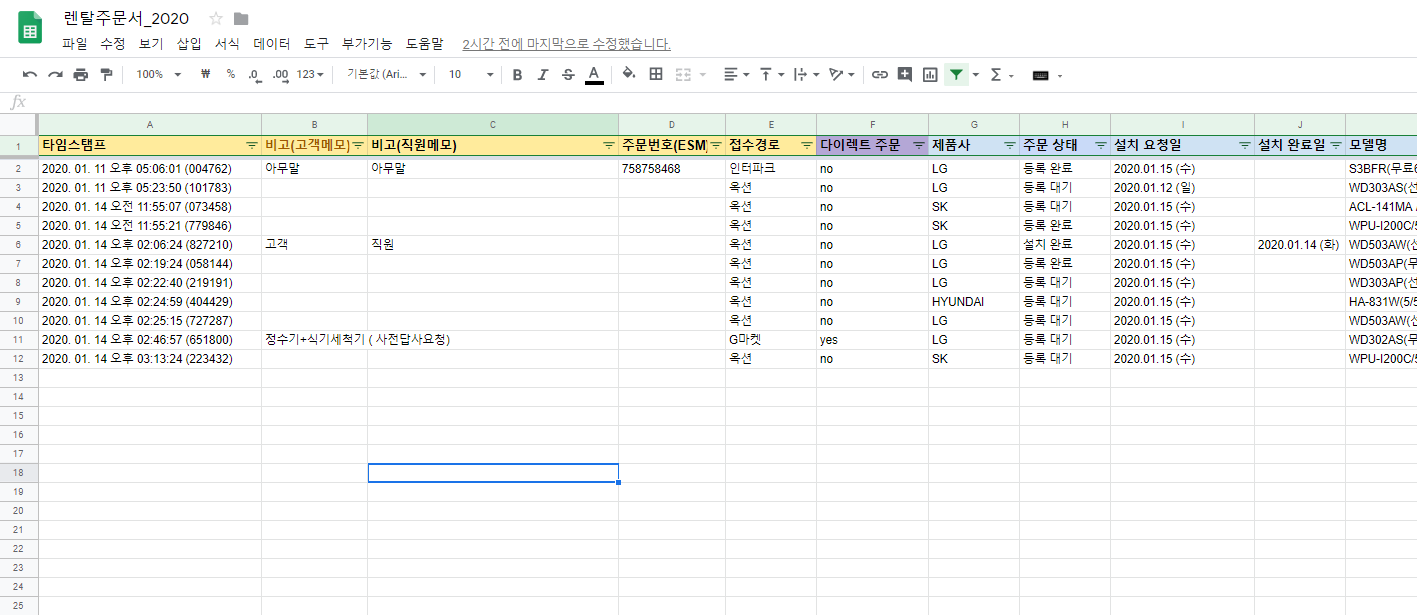 렌탈주문서_2020
파일 수정 보기 삽입 서식 데이터 도구 부가기능 도움말 2시간 전에 마지막으로 수정했습니다.
100% ₩ % .0 .00 123 기본값 (Ari... 10 B I S A
fx
A B C D E F G H I J
1 타임스탬프 비고(고객메모) 비고(직원메모) 주문번호(ESM) 접수경로 다이렉트 주문 제품사 주문 상태 설치 요청일 설치 완료일 모델명
2 2020. 01. 11 오후 05:06:01 (004762) 아무말 아무말 758758468 인터파크 no LG 등록 완료 2020.01.15 (수) S3BFR(무료
3 2020. 01. 11 오후 05:23:50 (101783) 옥션 no LG 등록 대기 2020.01.12 (일) WD303AS(선
4 2020. 01. 14 오전 11:55:07 (073458) 옥션 no SK 등록 대기 2020.01.15 (수) ACL-141MA
5 2020. 01. 14 오전 11:55:21 (779846) 옥션 no SK 등록 완료 2020.01.15 (수) WPU-I200C/5
6 2020. 01. 14 오후 02:06:24 (827210) 고객 직원 옥션 no LG 설치 완료 2020.01.15 (수) 2020.01.14 (화) WD503AW(선
7 2020. 01. 14 오후 02:19:24 (058144) 옥션 no LG 등록 완료 2020.01.15 (수) WD503AP(무
8 2020. 01. 14 오후 02:22:40 (219191) 옥션 no LG 등록 대기 2020.01.15 (수) WD303AP(선
9 2020. 01. 14 오후 02:24:59 (404429) 옥션 no HYUNDAI 등록 대기 2020.01.15 (수) HA-831W(5/5
10 2020. 01. 14 오후 02:25:15 (727287) 옥션 no LG 등록 대기 2020.01.15 (수) WD503AW(선
11 2020. 01. 14 오후 02:46:57 (651800) 정수기+식기세척기 ( 사전답사요청) G마켓 yes LG 등록 대기 2020.01.15 (수) WD302AS(무
12 2020. 01. 14 오후 03:13:24 (223432) 옥션 no SK 등록 대기 2020.01.15 (수) WPU-I200C/5
13
14
15
16
17
18
19
20
21
22
23
24
25